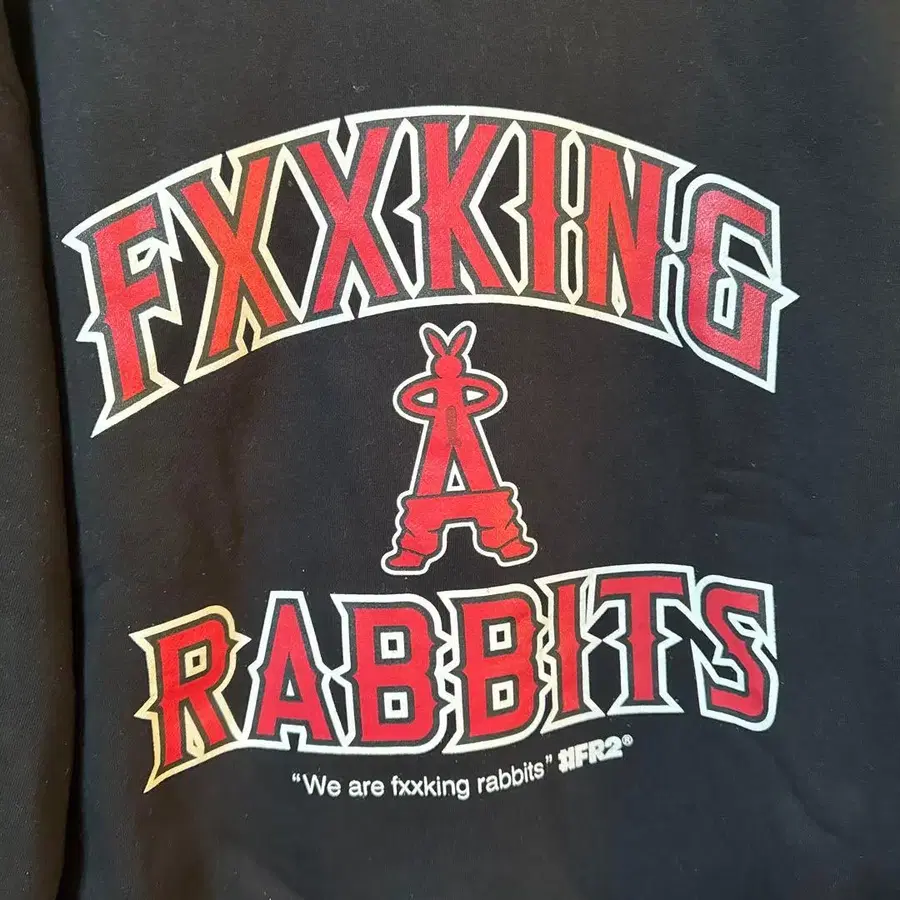 FXXKING
RABBITS
“We are fxxking rabbits” #FR2®